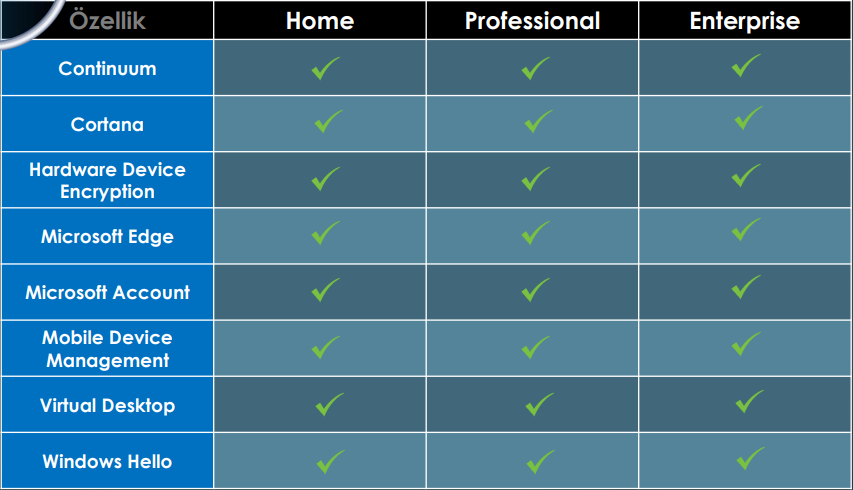 Özellik Home Professional Enterprise
Continuum
Cortana
Hardware Device
Encryption
Microsoft Edge
Microsoft Account
Mobile Device
Management
Virtual Desktop
Windows Hello